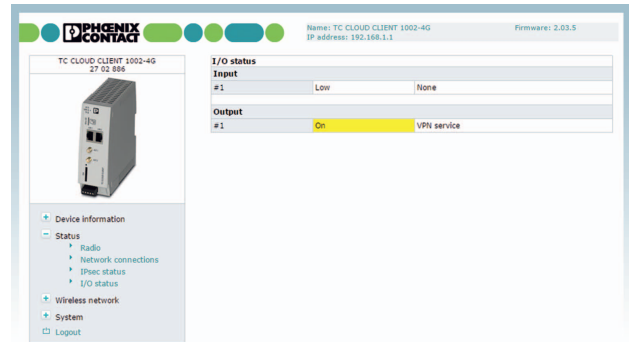 PHŒNIX
CONTACT
Name: TC CLOUD CLIENT 1002-4G
IP address: 192.168.1.1
Firmware: 2.03.5
TC CLOUD CLIENT 1002-4G
27 02 886
I/O status
Input
#1 Low None
Output
#1 On VPN service
Device information
Status
Radio
Network connections
IPsec status
I/O status
Wireless network
System
Logout